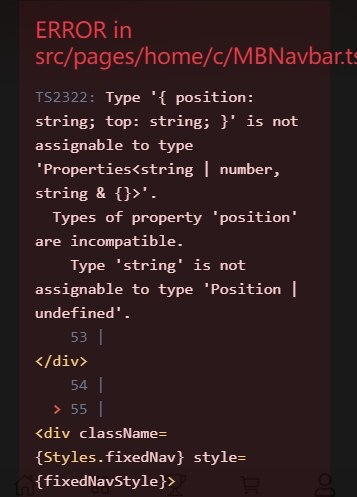 ERROR in
src/pages/home/c/MBNavbar.ts
TS2322: Type '{ position:
string; top: string; }' is not
assignable to type
'Properties<string | number,
string & {}>'.
Types of property 'position'
are incompatible.
Type 'string' is not
assignable to type 'Position |
undefined'.
53 |
</div>
54 |
> 55 |
<div className=
{Styles.fixedNav} style=
{fixedNavStyle}>